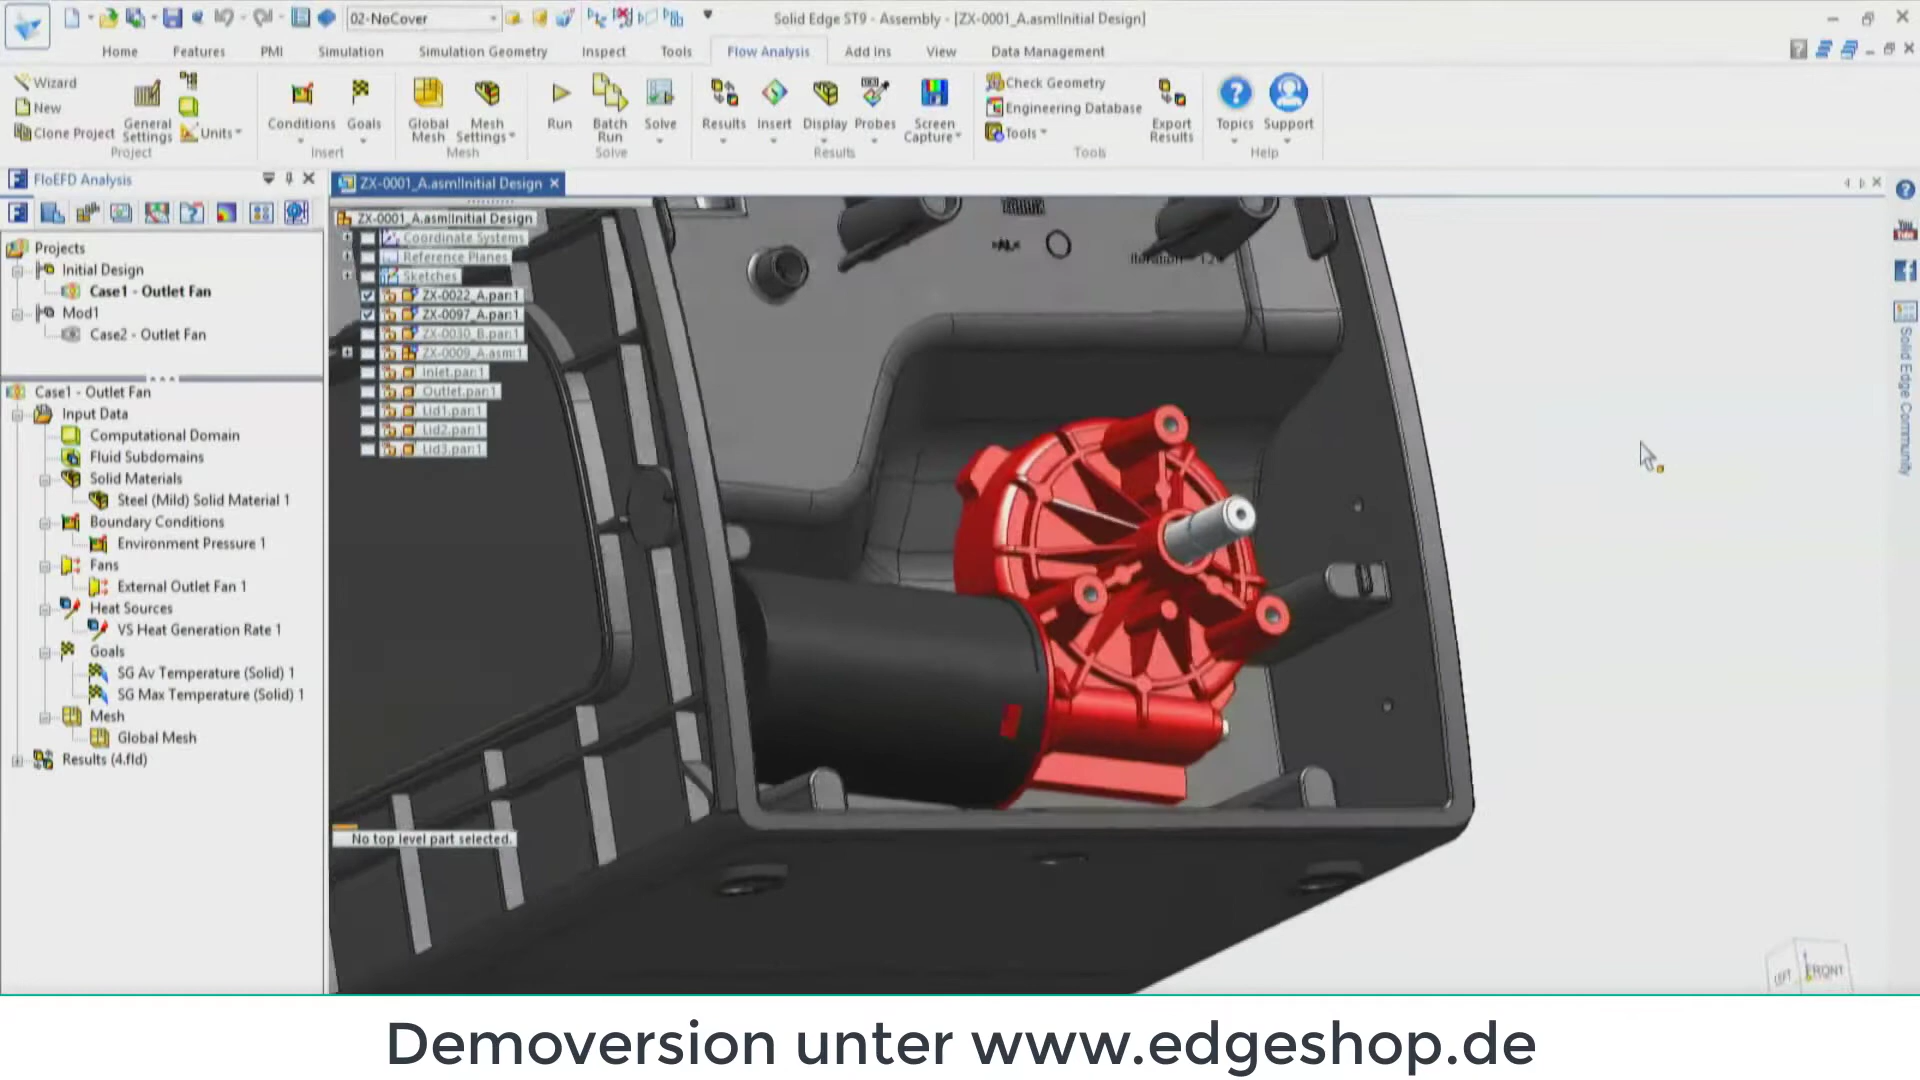 02-NoCover
Solid Edge ST9 - Assembly - [ZX-0001_A.asm!Initial Design]
Home Features PMI Simulation Simulation Geometry Inspect Tools Flow Analysis Add Ins View Data Management
Wizard
New
Clone Project
General Settings
Units
Project
Conditions
Goals
Insert
Global Mesh
Mesh Settings
Mesh
Run
Batch Run
Solve
Solve
Results
Insert
Display
Probes
Screen Capture
Results
Check Geometry
Engineering Database
Tools
Export Results
Tools
Topics
Support
Help
FloEFD Analysis
ZX-0001_A.asm!Initial Design
Projects
Initial Design
Case1 - Outlet Fan
Mod1
Case2 - Outlet Fan
Case1 - Outlet Fan
Input Data
Computational Domain
Fluid Subdomains
Solid Materials
Steel (Mild) Solid Material 1
Boundary Conditions
Environment Pressure 1
Fans
External Outlet Fan 1
Heat Sources
VS Heat Generation Rate 1
Goals
SG Av Temperature (Solid) 1
SG Max Temperature (Solid) 1
Mesh
Global Mesh
Results (4.fld)
ZX-0001_A.asm!Initial Design
Coordinate Systems
Reference Planes
Sketches
ZX-0022_A.par:1
ZX-0097_A.par:1
ZX-0030_B.par:1
ZX-0009_A.asm:1
Inlet.par:1
Outlet.par:1
Lid1.par:1
Lid2.par:1
Lid3.par:1
No top level part selected.
Iteration
You
Tube
Solid Edge Community
LEFT
FRONT
Demoversion unter www.edgeshop.de